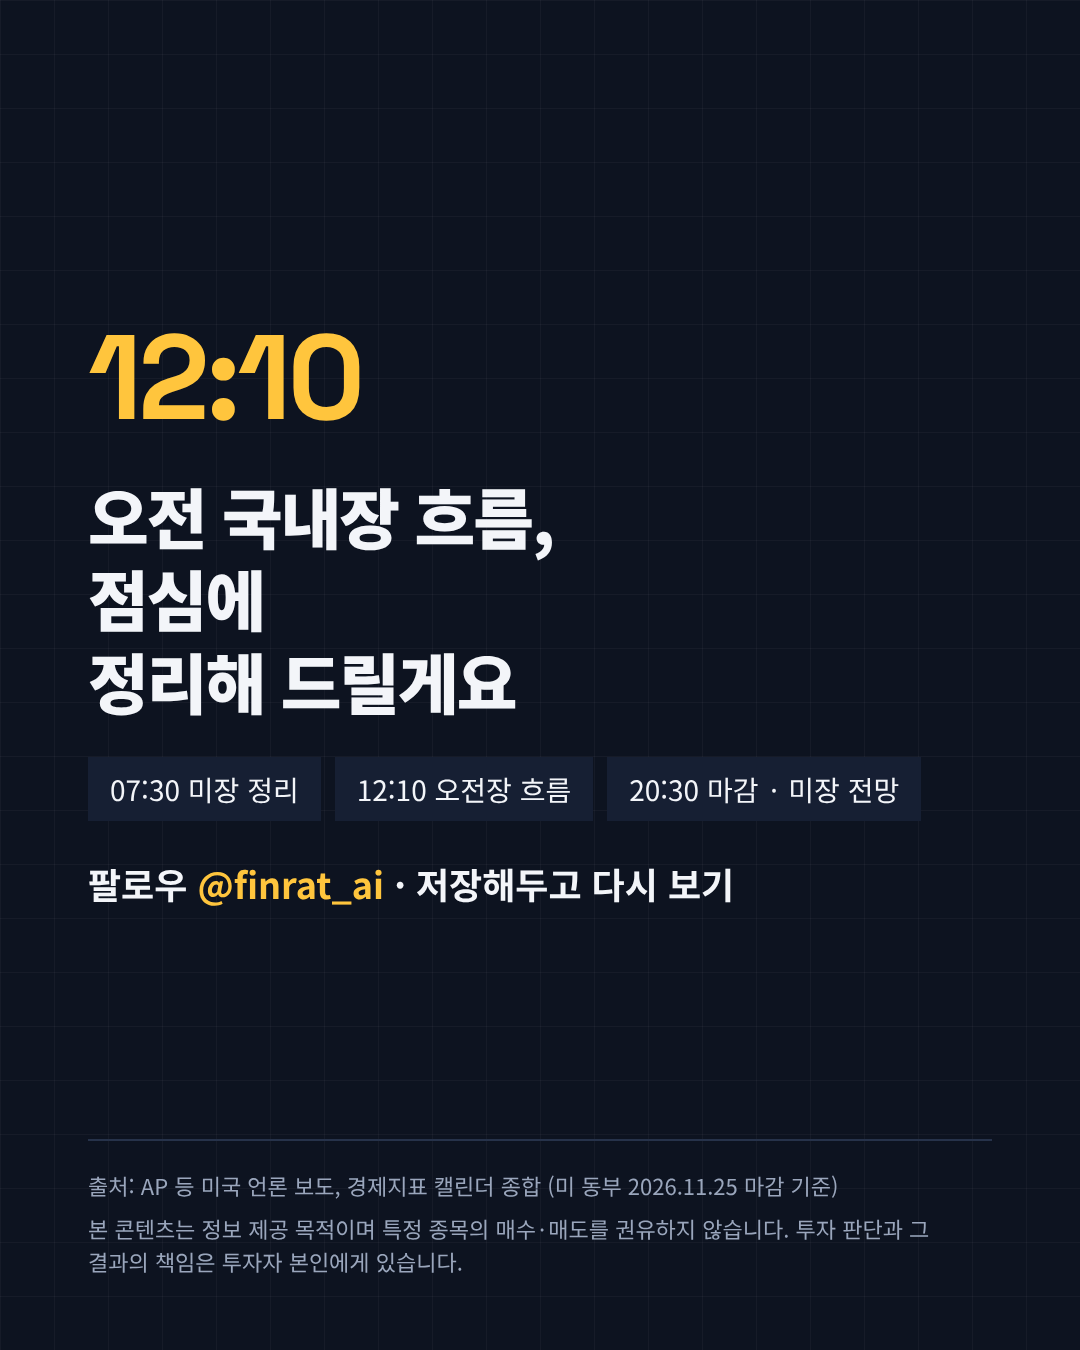 12:10
오전 국내장 흐름,
점심에
정리해 드릴게요
07:30 미장 정리
12:10 오전장 흐름
20:30 마감 · 미장 전망
팔로우 @finrat_ai · 저장해두고 다시 보기
출처: AP 등 미국 언론 보도, 경제지표 캘린더 종합 (미 동부 2026.11.25 마감 기준)
본 콘텐츠는 정보 제공 목적이며 특정 종목의 매수·매도를 권유하지 않습니다. 투자 판단과 그
결과의 책임은 투자자 본인에게 있습니다.